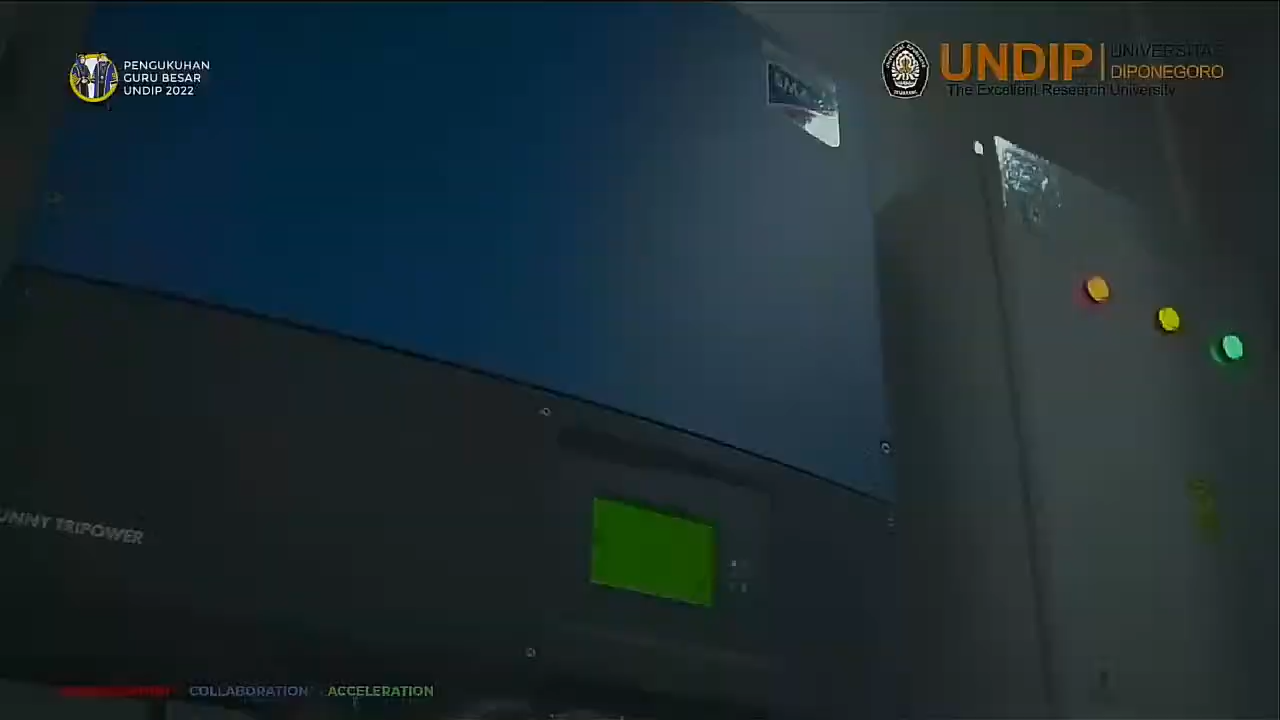 PENGUKUHAN
GURU BESAR
UNDIP 2022
UNDIP
UNIVERSITAS
DIPONEGORO
The Excellent Research University
UNNY TRIPOWER
COLLABORATION
ACCELERATION